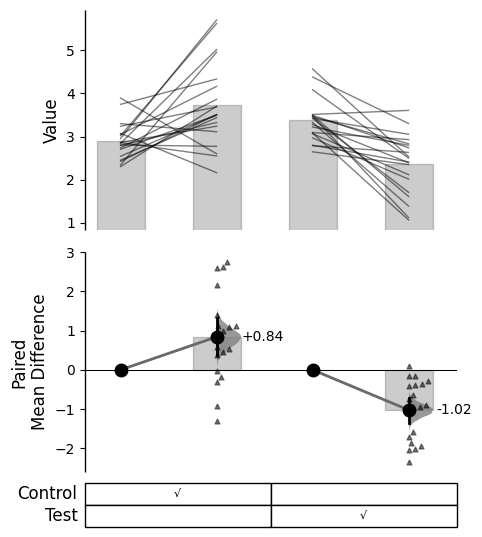 Value
5
4
3
2
1
Paired
Mean Difference
3
2
1
0
−1
−2
+0.84
-1.02
Control √
Test √